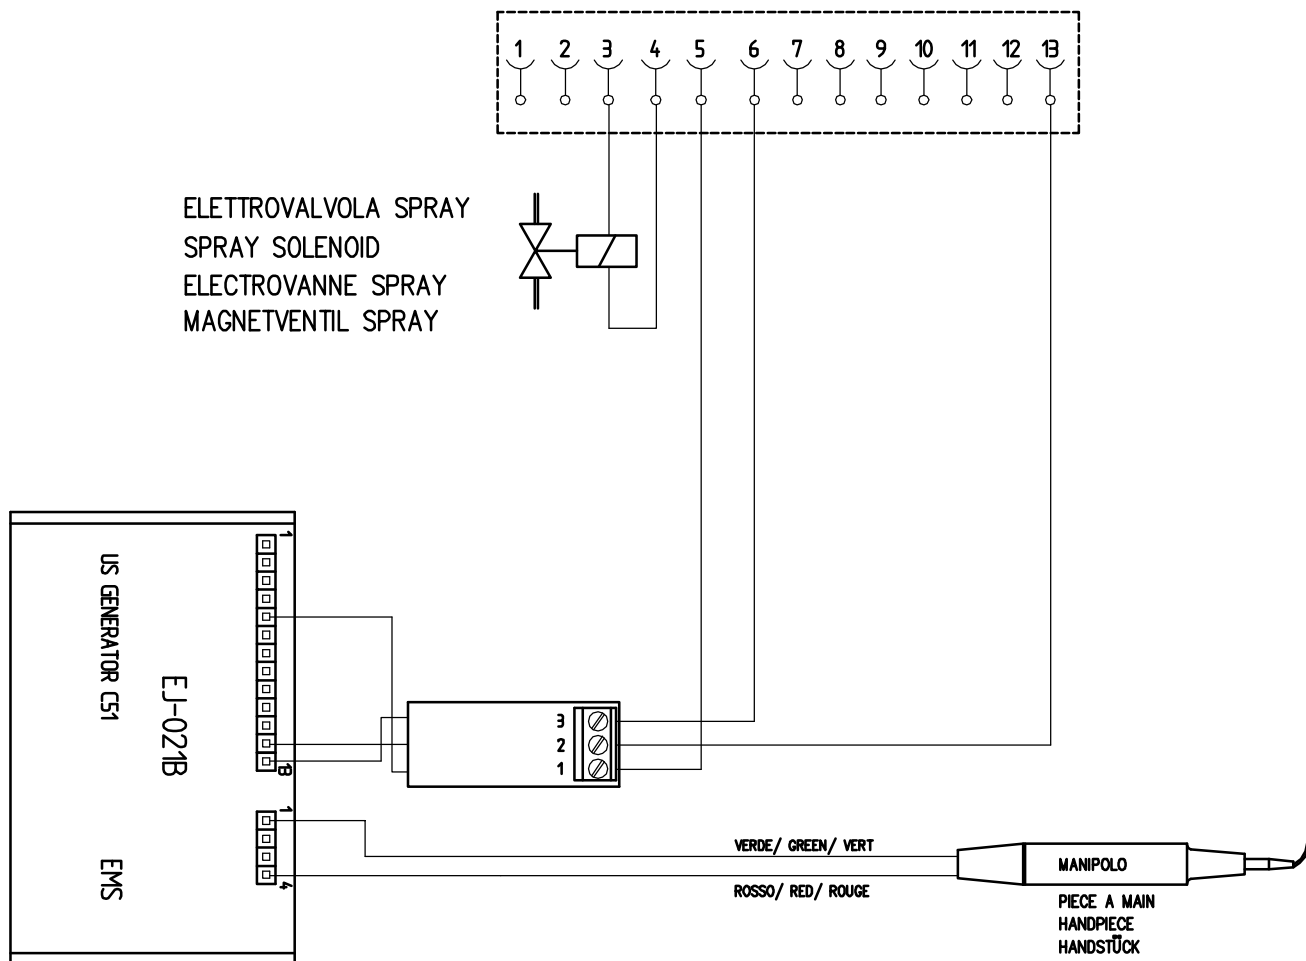 1 2 3 4 5 6 7 8 9 10 11 12 13
ELETTROVALVOLA SPRAY
SPRAY SOLENOID
ELECTROVANNE SPRAY
MAGNETVENTIL SPRAY
1
US GENERATOR C51
EJ-021B
13
1
EMS
4
3
2
1
VERDE/ GREEN/ VERT
ROSSO/ RED/ ROUGE
MANIPOLO
PIECE A MAIN
HANDPIECE
HANDSTÜCK